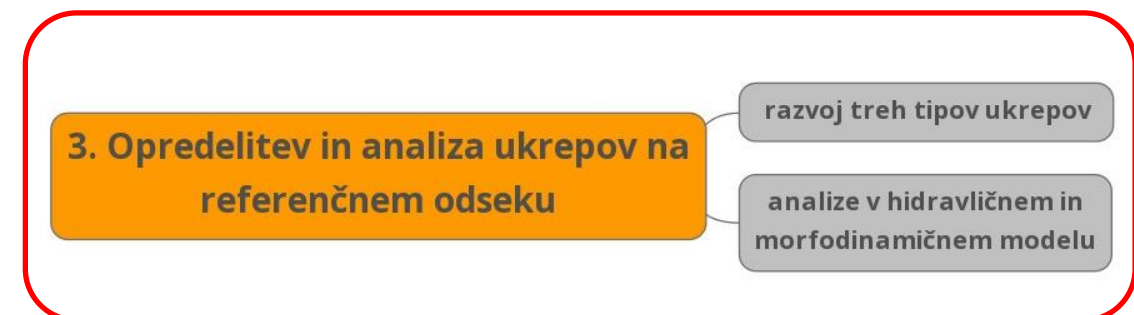 3. Opredelitev in analiza ukrepov na
referenčnem odseku
razvoj treh tipov ukrepov
analize v hidravličnem in
morfodinamičnem modelu